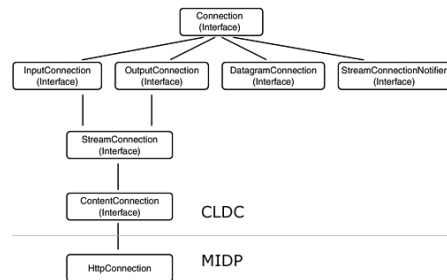 Connection
(Interface)
InputConnection
(Interface)
OutputConnection
(Interface)
DatagramConnection
(Interface)
StreamConnectionNotifier
(Interface)
StreamConnection
(Interface)
ContentConnection
(Interface)
CLDC
HttpConnection
MIDP